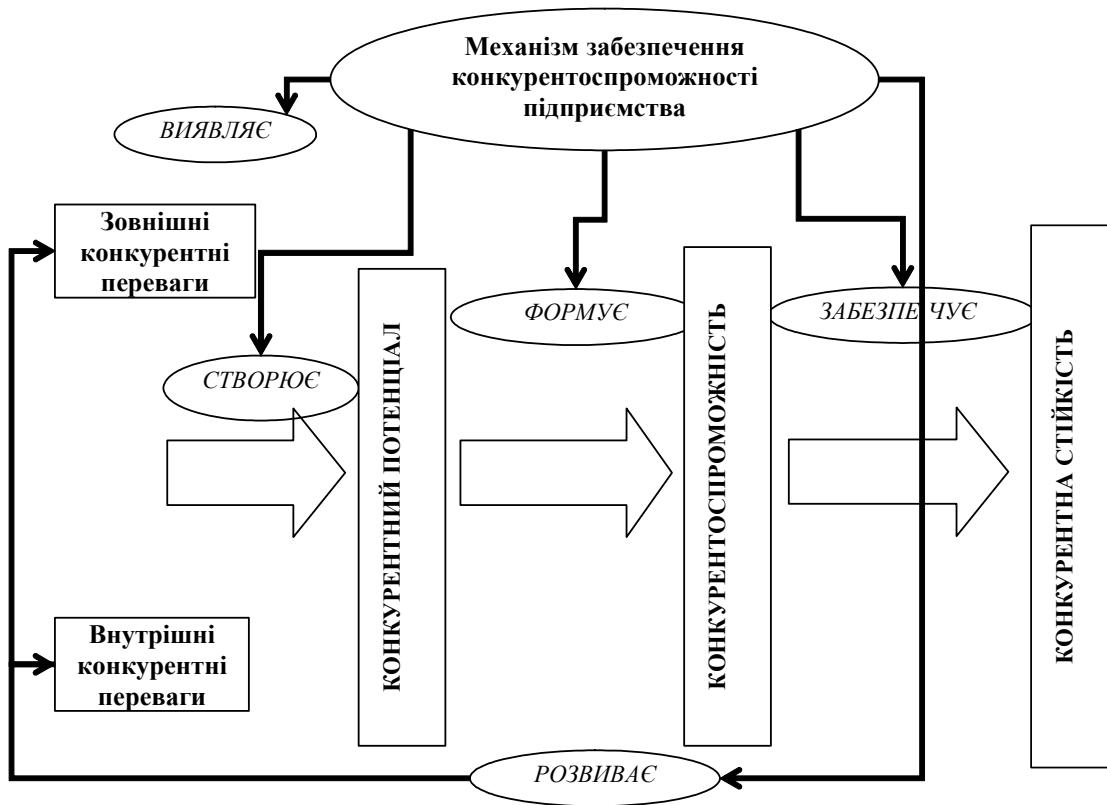 Механізм забезпечення
конкурентоспроможності
підприємства
ВИЯВЛЯЄ
Зовнішні
конкурентні
переваги
СТВОРЮЄ
ФОРМУЄ
ЗАБЕЗПЕЧУЄ
КОНКУРЕНТНИЙ ПОТЕНЦІАЛ
КОНКУРЕНТОСПРОМОЖНІСТЬ
КОНКУРЕНТНА СТІЙКІСТЬ
Внутрішні
конкурентні
переваги
РОЗВИВАЄ